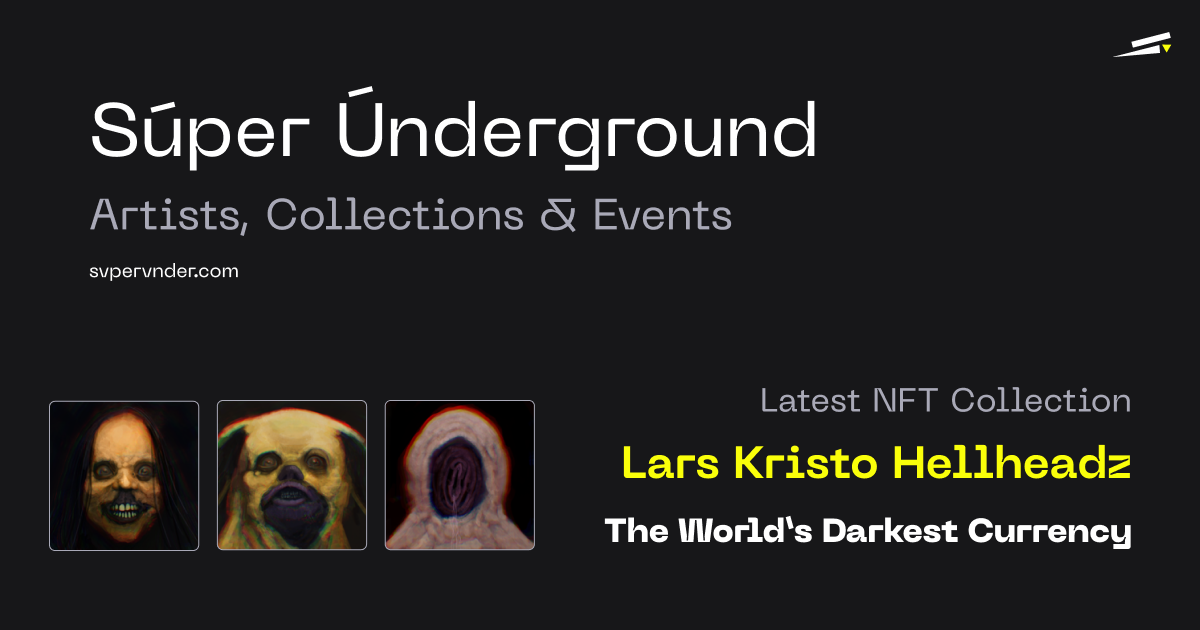 Súper Únderground
Artists, Collections & Events
svpervnder.com
Latest NFT Collection
Lars Kristo Hellheadz
The World's Darkest Currency